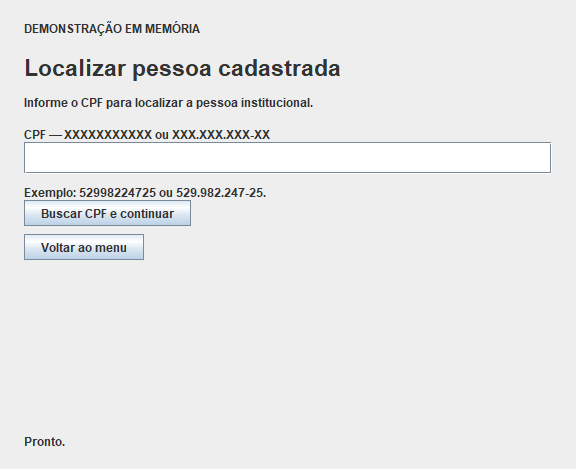 DEMONSTRAÇÃO EM MEMÓRIA
Localizar pessoa cadastrada
Informe o CPF para localizar a pessoa institucional.
CPF — XXXXXXXXXXX ou XXX.XXX.XXX-XX
Exemplo: 52998224725 ou 529.982.247-25.
Buscar CPF e continuar
Voltar ao menu
Pronto.